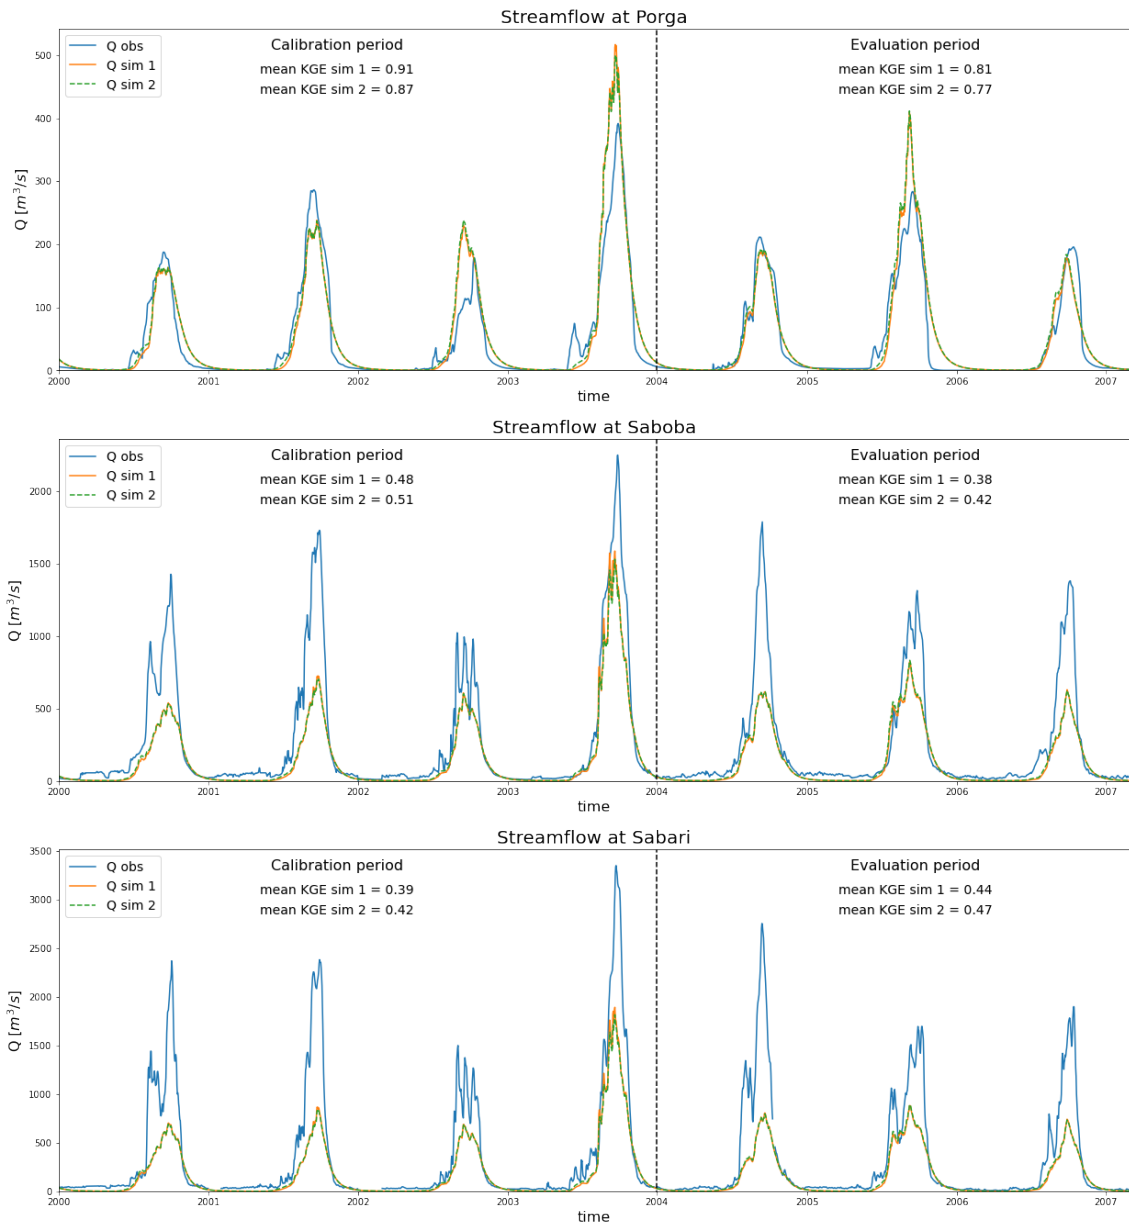 Streamflow at Porga
Q obs
Q sim 1
Q sim 2
Calibration period
mean KGE sim 1 = 0.91
mean KGE sim 2 = 0.87
Evaluation period
mean KGE sim 1 = 0.81
mean KGE sim 2 = 0.77
Q [m³/s]
500
400
300
200
100
0
2000 2001 2002 2003 2004 2005 2006 2007
time
Streamflow at Saboba
Q obs
Q sim 1
Q sim 2
Calibration period
mean KGE sim 1 = 0.48
mean KGE sim 2 = 0.51
Evaluation period
mean KGE sim 1 = 0.38
mean KGE sim 2 = 0.42
Q [m³/s]
2000
1500
1000
500
0
2000 2001 2002 2003 2004 2005 2006 2007
time
Streamflow at Sabari
Q obs
Q sim 1
Q sim 2
Calibration period
mean KGE sim 1 = 0.39
mean KGE sim 2 = 0.42
Evaluation period
mean KGE sim 1 = 0.44
mean KGE sim 2 = 0.47
Q [m³/s]
3500
3000
2500
2000
1500
1000
500
0
2000 2001 2002 2003 2004 2005 2006 2007
time